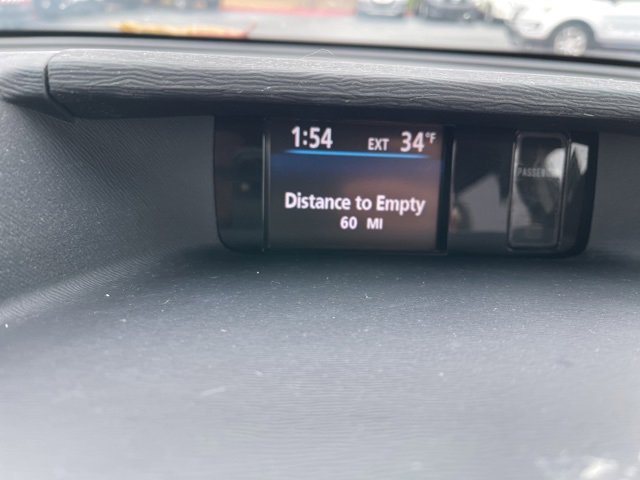 1:54 EXT 34°F
Distance to Empty
60 MI
PASSENGER